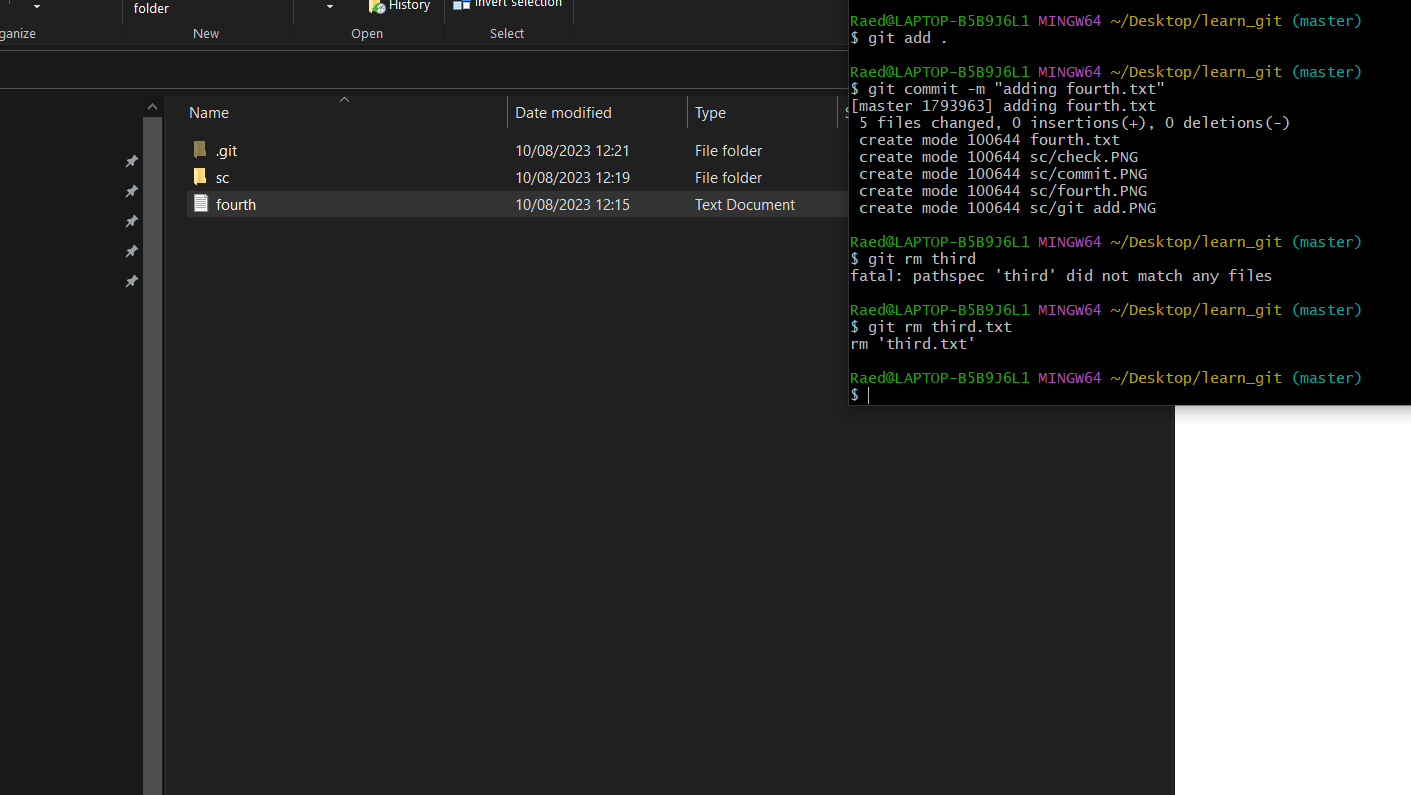 folder
History
Invert selection
ganize
New
Open
Select
Name
Date modified
Type
.git
10/08/2023 12:21
File folder
sc
10/08/2023 12:19
File folder
fourth
10/08/2023 12:15
Text Document
Raed@LAPTOP-B5B9J6L1 MINGW64 ~/Desktop/learn_git (master)
$ git add .
Raed@LAPTOP-B5B9J6L1 MINGW64 ~/Desktop/learn_git (master)
$ git commit -m "adding fourth.txt"
[master 1793963] adding fourth.txt
5 files changed, 0 insertions(+), 0 deletions(-)
create mode 100644 fourth.txt
create mode 100644 sc/check.PNG
create mode 100644 sc/commit.PNG
create mode 100644 sc/fourth.PNG
create mode 100644 sc/git add.PNG
Raed@LAPTOP-B5B9J6L1 MINGW64 ~/Desktop/learn_git (master)
$ git rm third
fatal: pathspec 'third' did not match any files
Raed@LAPTOP-B5B9J6L1 MINGW64 ~/Desktop/learn_git (master)
$ git rm third.txt
rm 'third.txt'
Raed@LAPTOP-B5B9J6L1 MINGW64 ~/Desktop/learn_git (master)
$